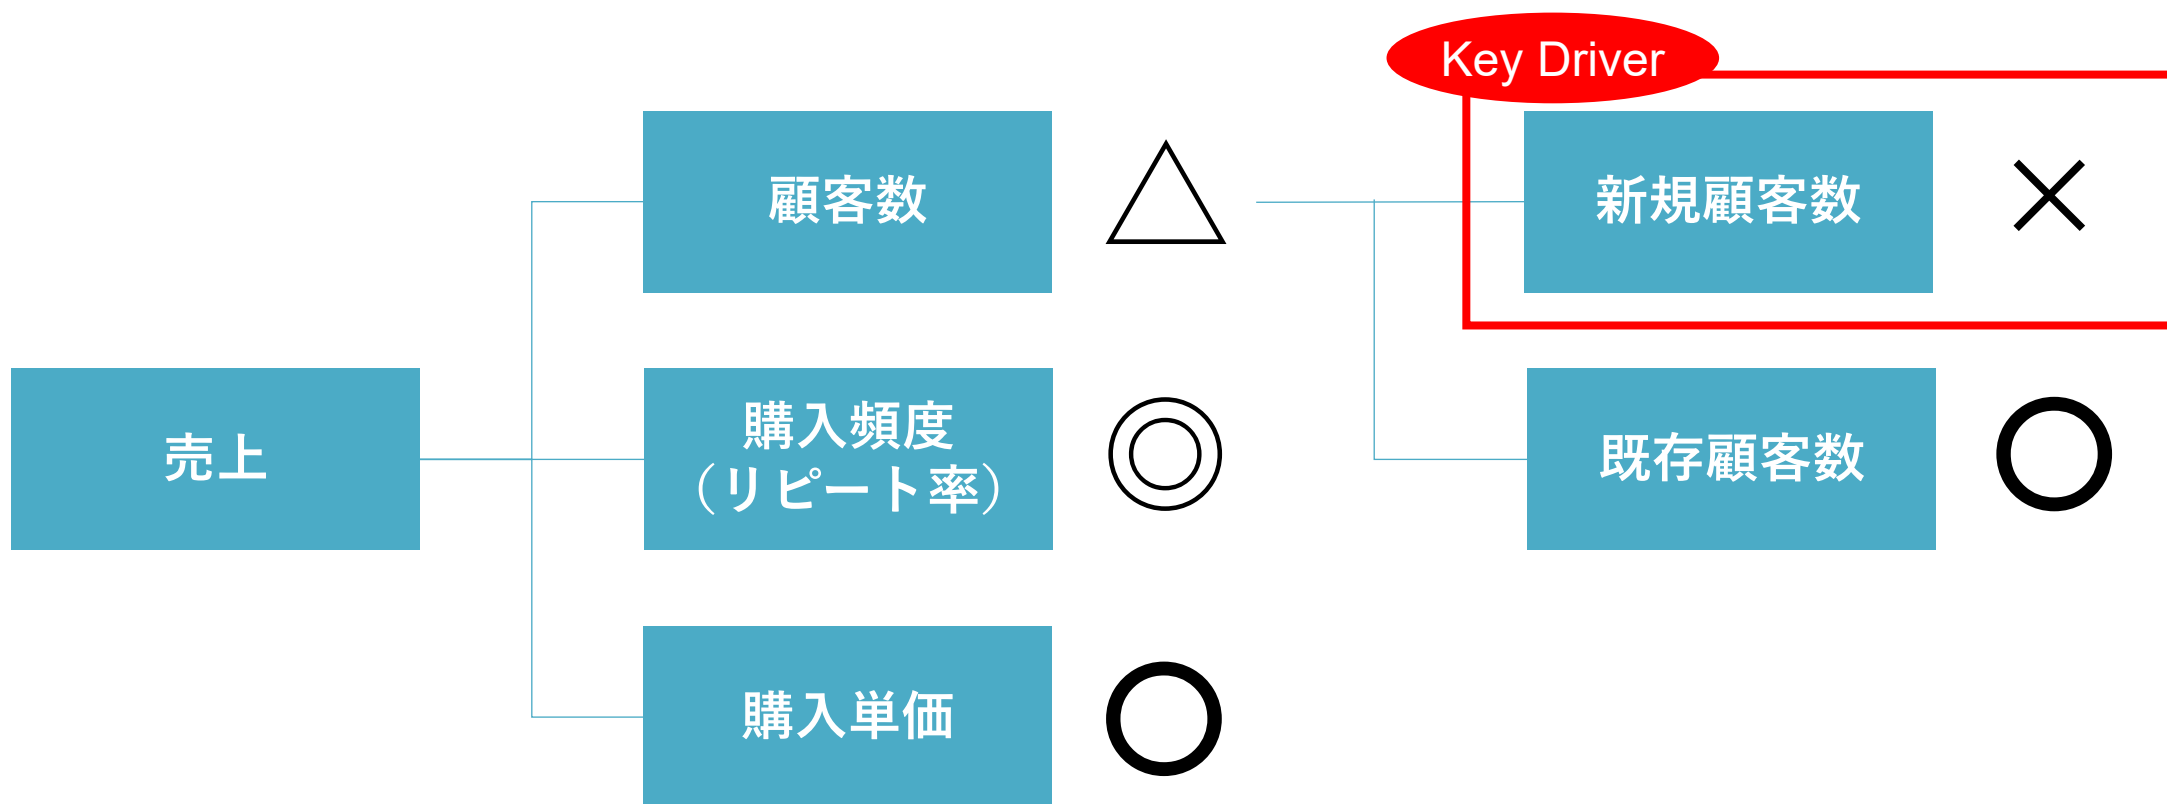 Key Driver
顧客数
新規顧客数
売上
購入頻度
（リピート率）
既存顧客数
購入単価